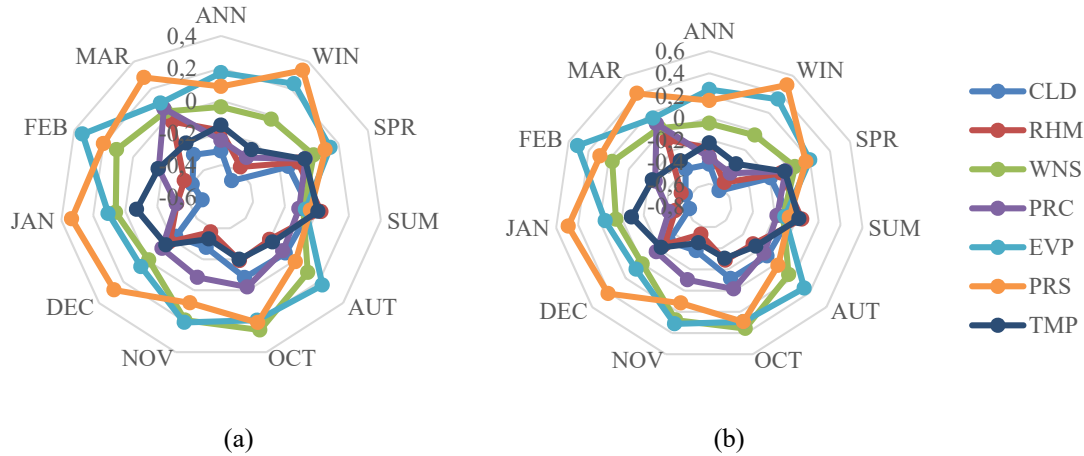 ANN
0,4
WIN
MAR
0,2
0
FEB
SPR
-0,6
JAN
SUM
DEC
AUT
NOV
OCT
(a)
ANN
0,6
WIN
MAR
0,4
0,2
0
FEB
SPR
-0,8
JAN
SUM
DEC
AUT
NOV
OCT
(b)
CLD
RHM
WNS
PRC
EVP
PRS
TMP